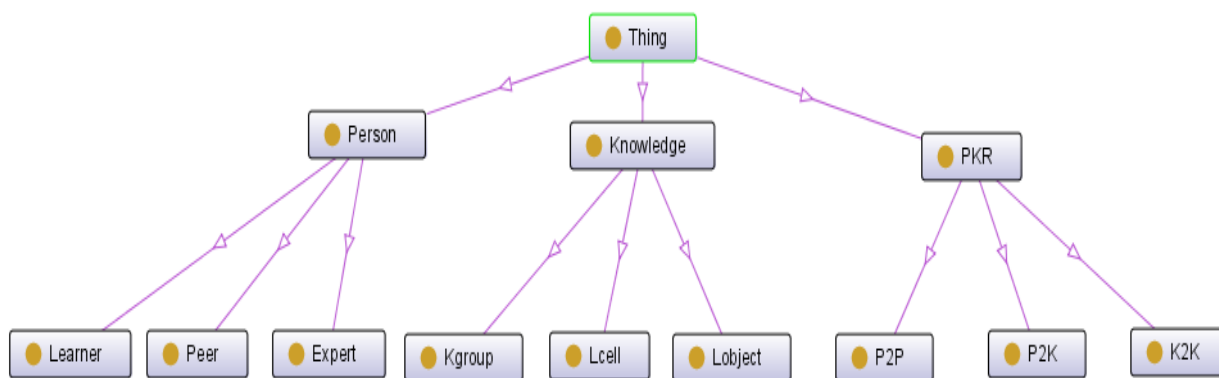 Thing
Person
Knowledge
PKR
Learner
Peer
Expert
Kgroup
Lcell
Lobject
P2P
P2K
K2K